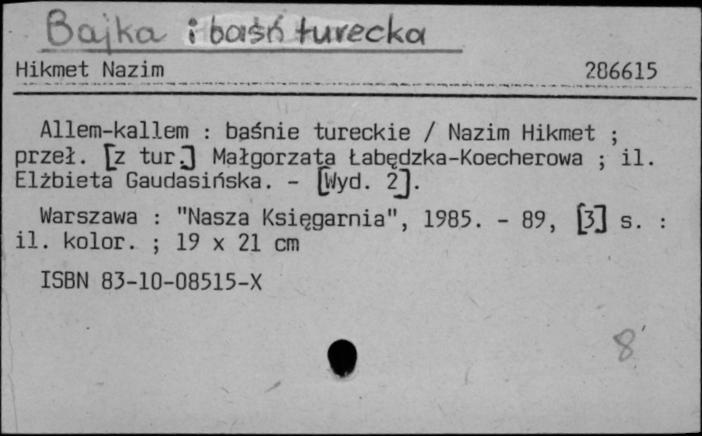 Bajka i baśń turecka
Hikmet Nazim 286615
Allem-kallem : baśnie tureckie / Nazim Hikmet ;
przeł. [z tur.] Małgorzata Łabędzka-Koecherowa ; il.
Elżbieta Gaudasińska. - [Wyd. 2].
Warszawa : "Nasza Księgarnia", 1985. - 89, [3] s. :
il. kolor. ; 19 x 21 cm
ISBN 83-10-08515-X
8'